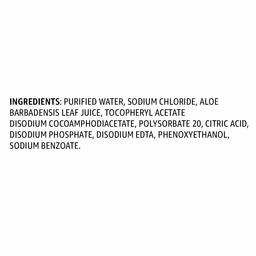 INGREDIENTS: PURIFIED WATER, SODIUM CHLORIDE, ALOE
BARBADENSIS LEAF JUICE, TOCOPHERYL ACETATE
DISODIUM COCOAMPHODIACETATE, POLYSORBATE 20, CITRIC ACID,
DISODIUM PHOSPHATE, DISODIUM EDTA, PHENOXYETHANOL,
SODIUM BENZOATE.